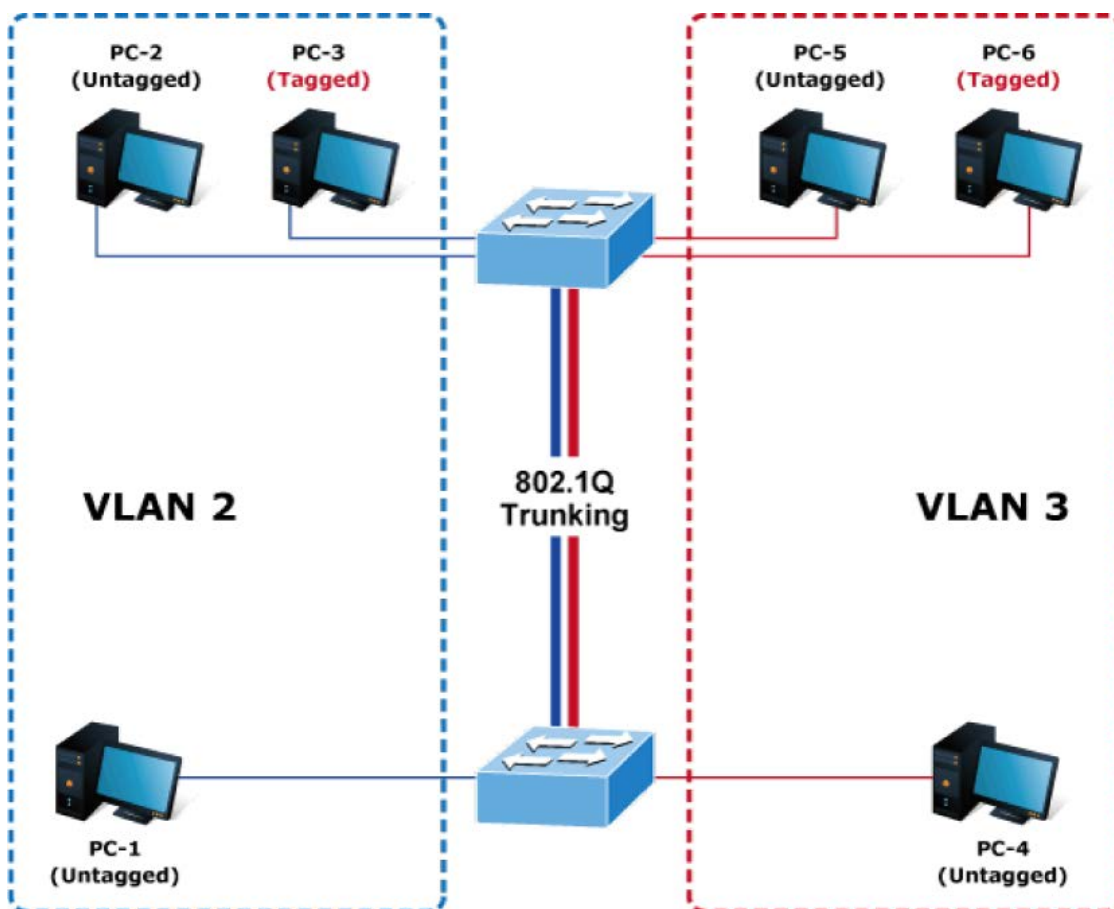 PC-2
(Untagged)
PC-3
(Tagged)
PC-5
(Untagged)
PC-6
(Tagged)
802.1Q
Trunking
VLAN 2
VLAN 3
PC-1
(Untagged)
PC-4
(Untagged)